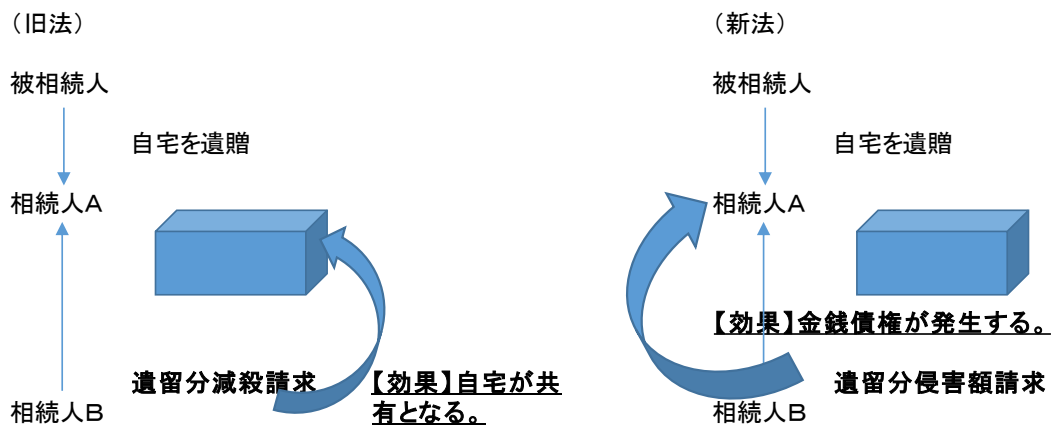 （旧法）
被相続人
自宅を遺贈
相続人Ａ
遺留分減殺請求
【効果】自宅が共
有となる。
相続人Ｂ
（新法）
被相続人
自宅を遺贈
相続人Ａ
【効果】金銭債権が発生する。
遺留分侵害額請求
相続人Ｂ